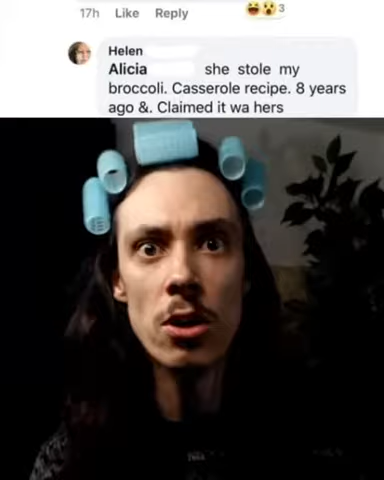 17h Like Reply 3
Helen
Alicia she stole my
broccoli. Casserole recipe. 8 years
ago &. Claimed it wa hers